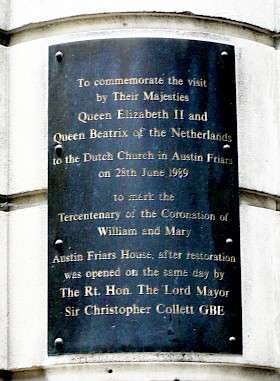 To commemorate the visit
by Their Majesties
Queen Elizabeth II and
Queen Beatrix of the Netherlands
to the Dutch Church in Austin Friars
on 28th June 1989
to mark the
Tercentenary of the Coronation of
William and Mary
Austin Friars House, after restoration
was opened on the same day by
The Rt. Hon. The Lord Mayor
Sir Christopher Collett GBE